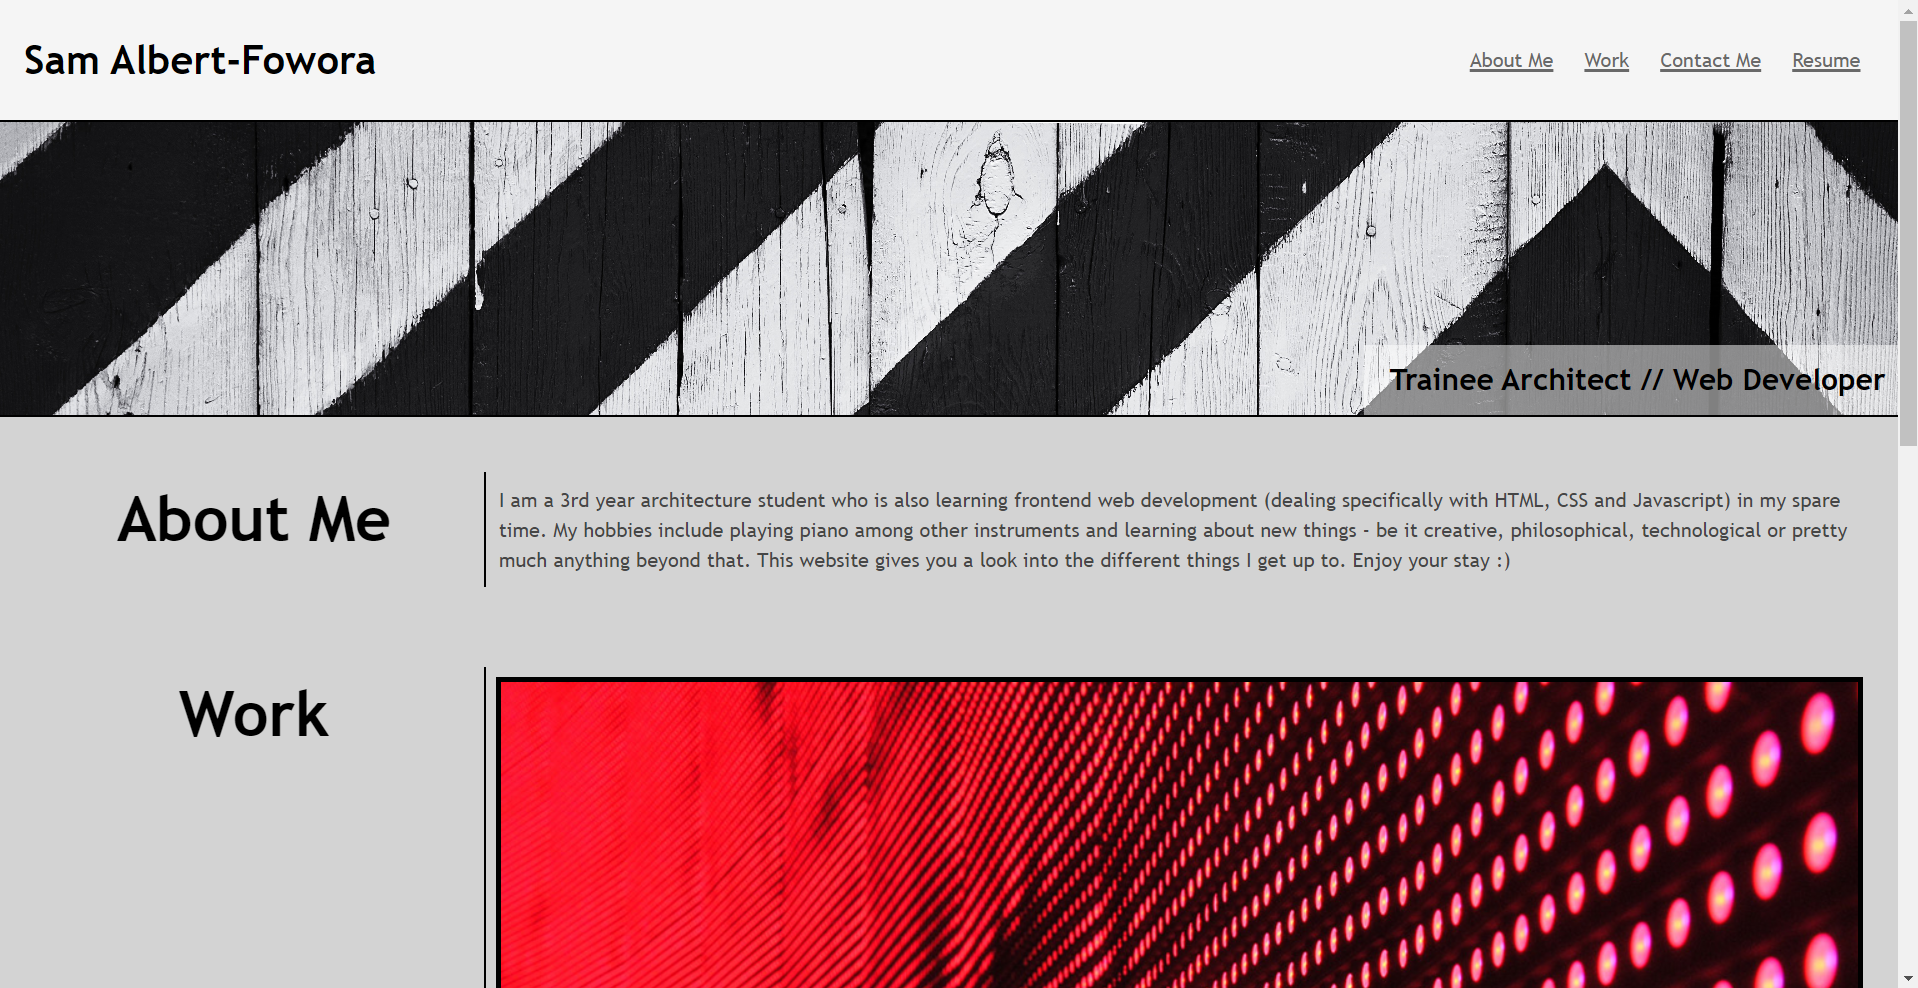 Sam Albert-Fowora
About Me
Work
Contact Me
Resume
Trainee Architect // Web Developer
About Me
I am a 3rd year architecture student who is also learning frontend web development (dealing specifically with HTML, CSS and Javascript) in my spare
time. My hobbies include playing piano among other instruments and learning about new things - be it creative, philosophical, technological or pretty
much anything beyond that. This website gives you a look into the different things I get up to. Enjoy your stay :)
Work